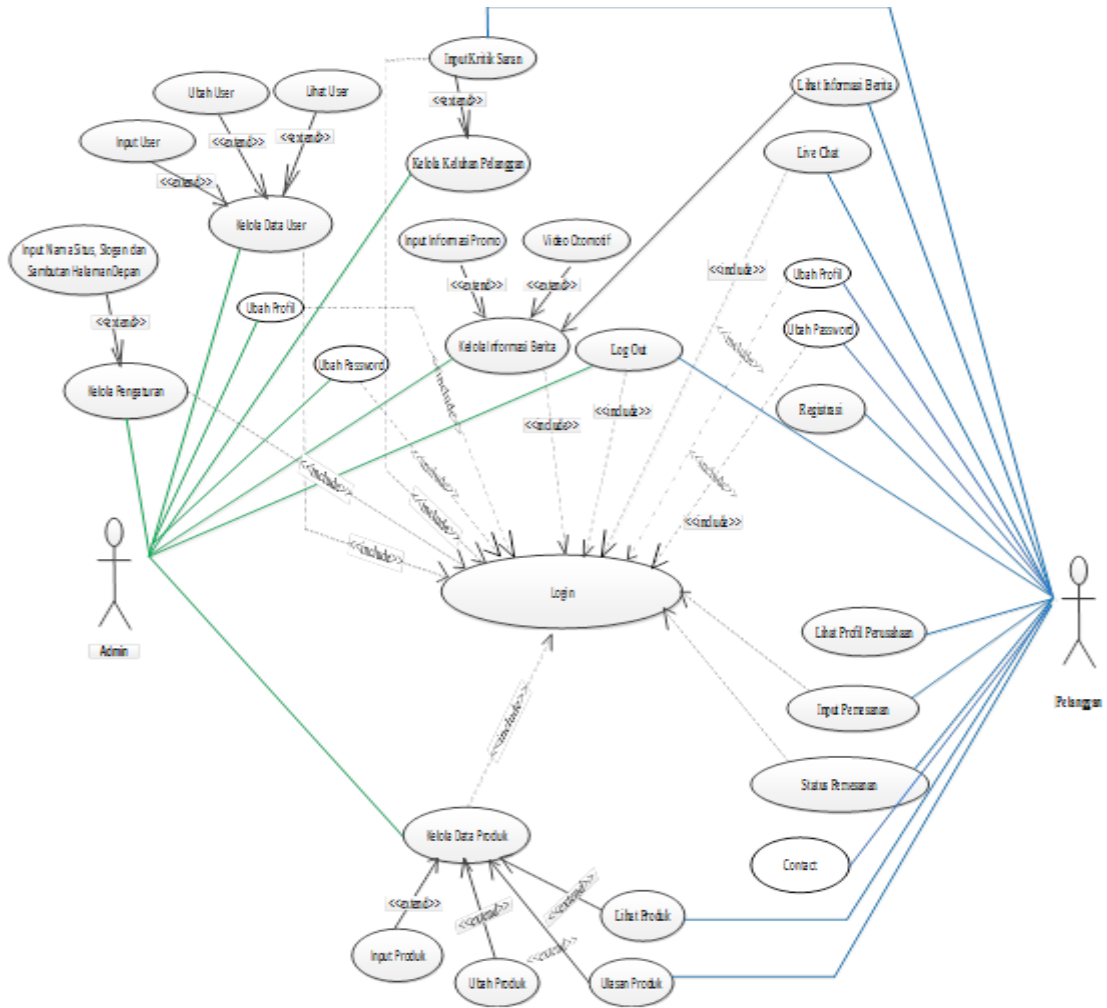 Input Kritik Saran
Ubah User
Lihat User
Lihat Informasi Berita
<<extend>>
<<extend>>
<<extend>>
Input User
Live Chat
Kelola Keluhan Pelanggan
<<extend>>
Kelola Data User
Input Informasi Promo
Video Otomotif
Input Nama Situs, Slogan dan
Sambutan Halaman Depan
<<include>>
Ubah Profil
<<extend>>
<<extend>>
Ubah Profil
<<extend>>
Ubah Password
Kelola Informasi Berita
Log Out
<<include>>
Ubah Password
Kelola Pengaturan
<<include>>
Registrasi
<<include>>
<<include>>
<<include>>
<<include>>
<<include>>
<<include>>
<<include>>
<<include>>
Login
Admin
Lihat Profil Perusahaan
Pelanggan
Input Pemesanan
<<include>>
Status Pemesanan
Kelola Data Produk
Contact
<<extend>>
<<extend>>
<<extend>>
<<extend>>
Lihat Produk
Input Produk
Ubah Produk
Ulasan Produk